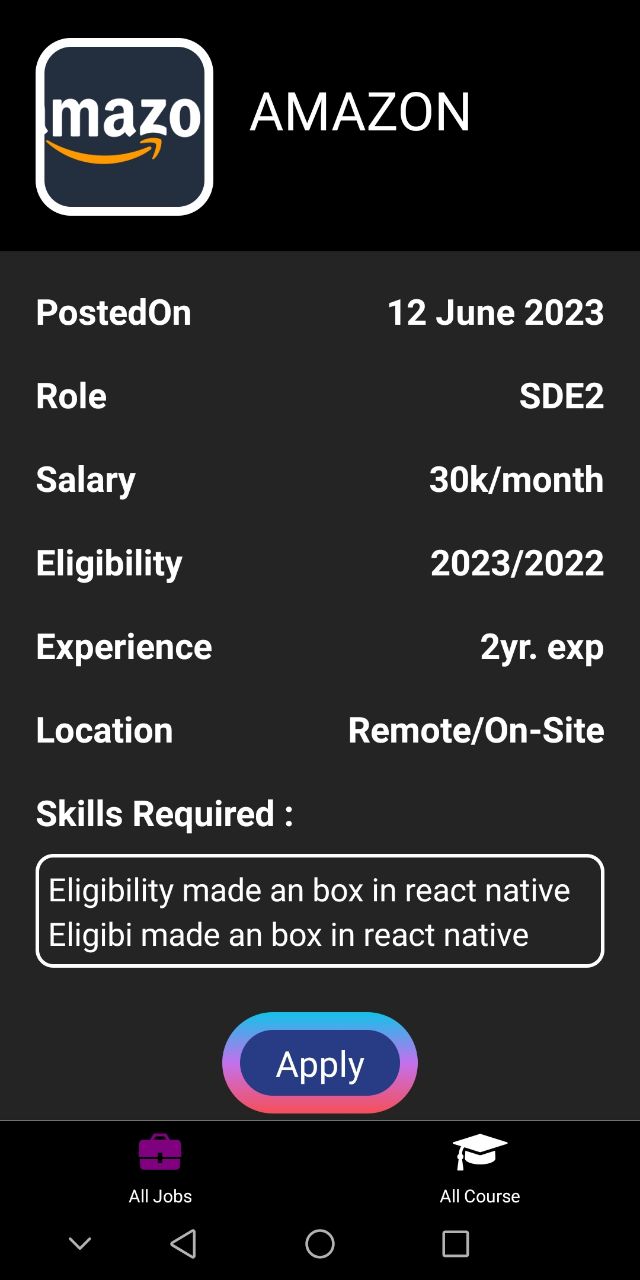 mazo
AMAZON
PostedOn 12 June 2023
Role SDE2
Salary 30k/month
Eligibility 2023/2022
Experience 2yr. exp
Location Remote/On-Site
Skills Required :
Eligibility made an box in react native
Eligibi made an box in react native
Apply
All Jobs All Course